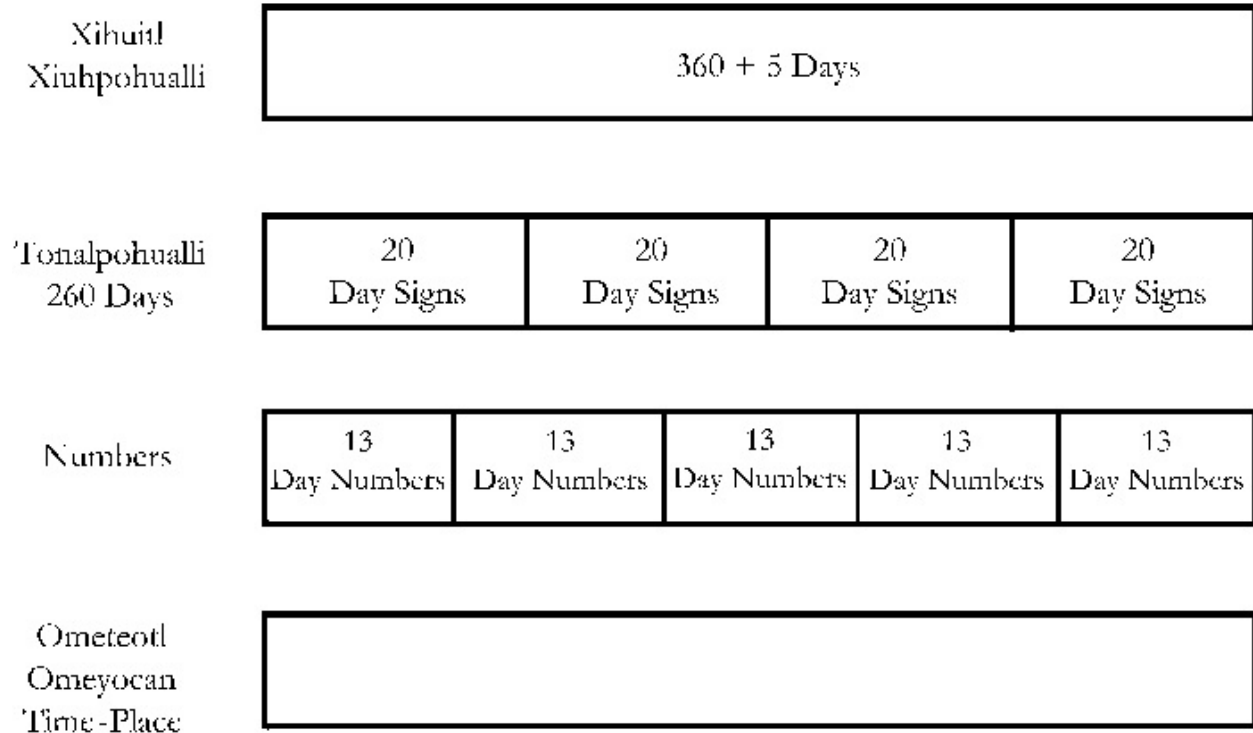 Xihuitl
Xiuhpohualli
360 + 5 Days
Tonalpohualli
260 Days
20
Day Signs
20
Day Signs
20
Day Signs
20
Day Signs
Numbers
13
Day Numbers
13
Day Numbers
13
Day Numbers
13
Day Numbers
13
Day Numbers
Ometeotl
Omeyocan
Time-Place